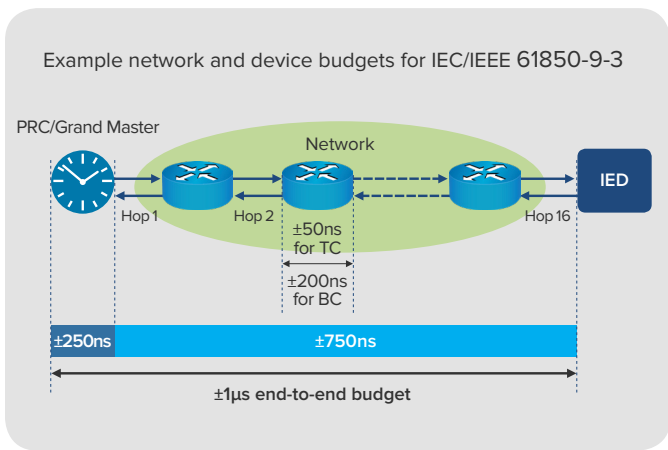 Example network and device budgets for IEC/IEEE 61850-9-3
PRC/Grand Master
Network
IED
Hop 1
Hop 2
Hop 16
±50ns
for TC
±200ns
for BC
±250ns
±750ns
±1µs end-to-end budget